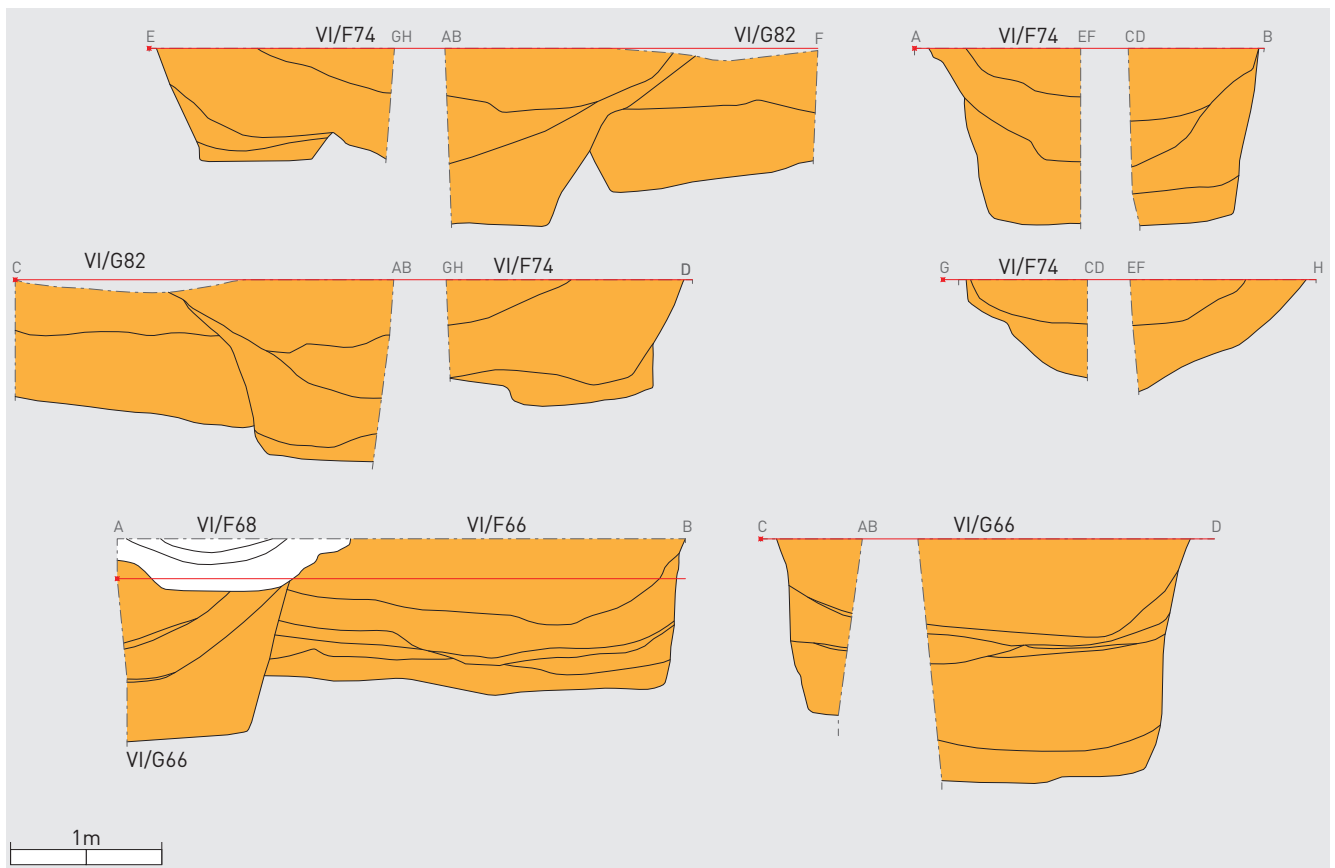 E VI/F74 GH AB VI/G82 F
A VI/F74 EF CD B
C VI/G82 AB GH VI/F74 D
G VI/F74 CD EF H
A VI/F68 VI/F66 B
C AB VI/G66 D
VI/G66
1m